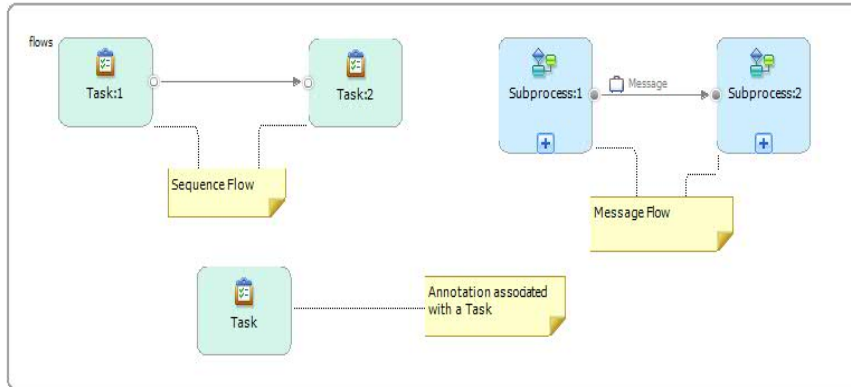 flows
Task:1
Task:2
Sequence Flow
Subprocess:1
Message
Subprocess:2
Message Flow
Task
Annotation associated
with a Task